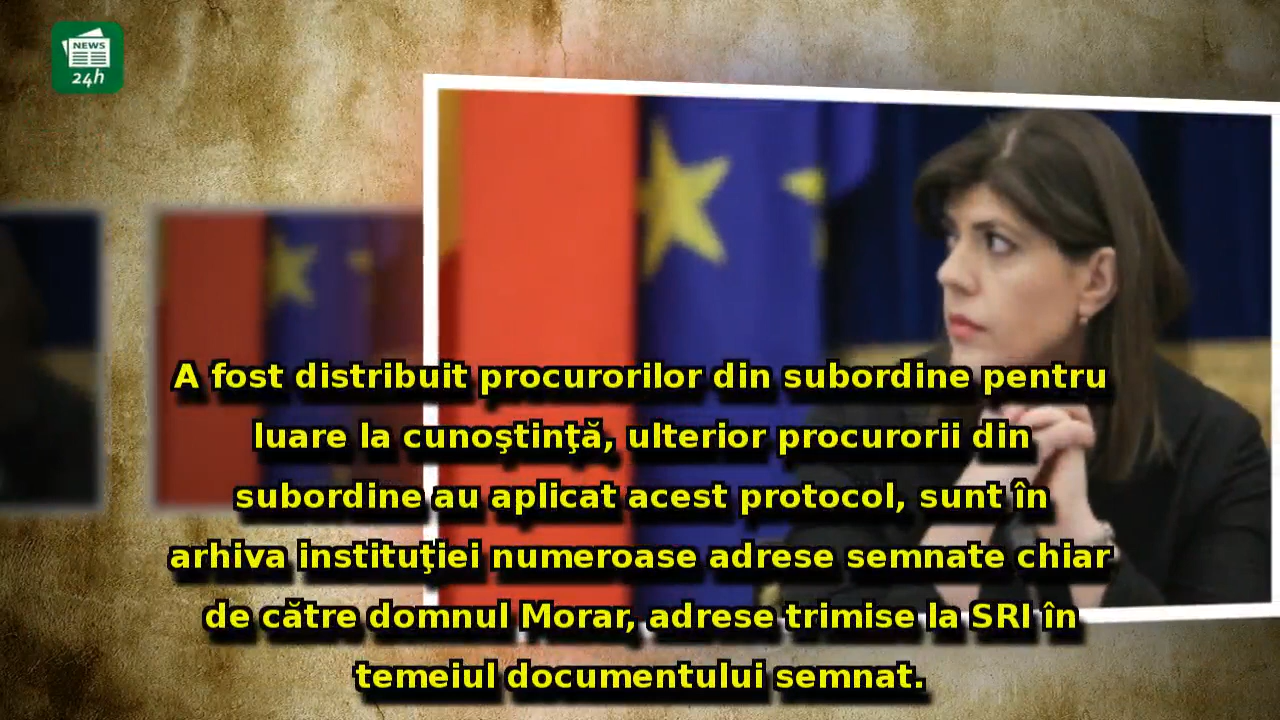 NEWS
24h
A fost distribuit procurorilor din subordine pentru
luare la cunoştinţă, ulterior procurorii din
subordine au aplicat acest protocol, sunt în
arhiva instituţiei numeroase adrese semnate chiar
de către domnul Morar, adrese trimise la SRI în
temeiul documentului semnat.